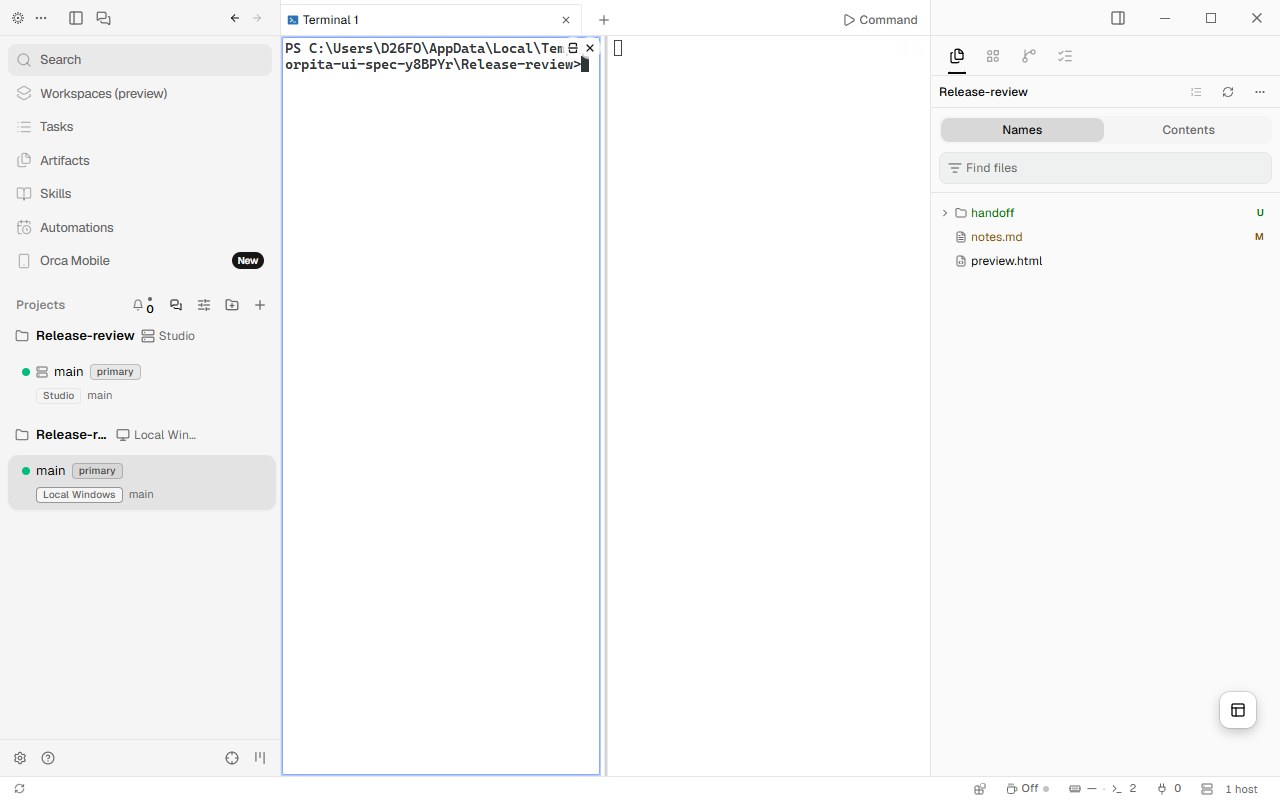 Terminal 1
Command
Search
Workspaces (preview)
Tasks
Artifacts
Skills
Automations
Orca Mobile
New
Projects
0
Release-review
Studio
main
primary
Studio
main
Release-r...
Local Win...
main
primary
Local Windows
main
PS C:\Users\D26FO\AppData\Local\Tem
orpita-ui-spec-y8BPYr\Release-review>
Release-review
Names
Contents
Find files
handoff
U
notes.md
M
preview.html
Off
2
0
1 host